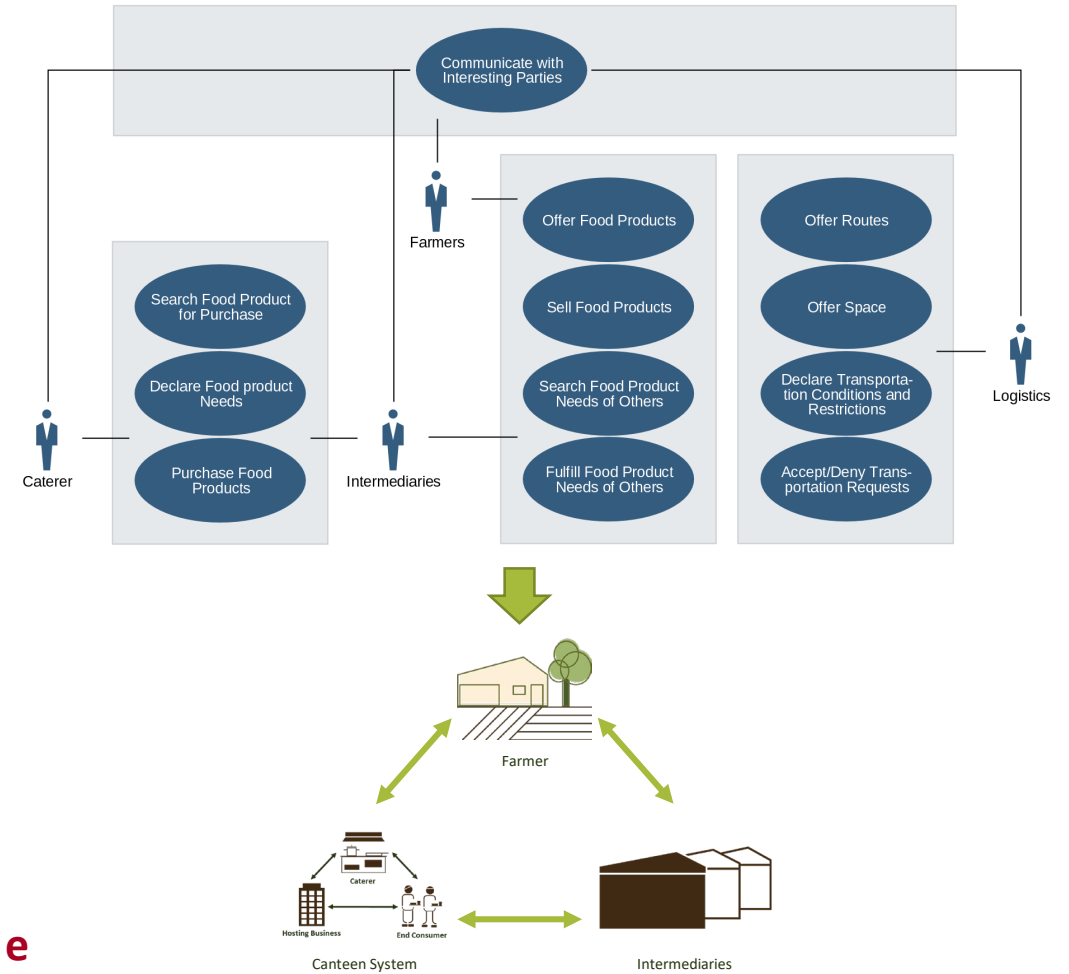 Communicate with
Interesting Parties
Farmers
Offer Food Products
Sell Food Products
Search Food Product
Needs of Others
Fulfill Food Product
Needs of Others
Offer Routes
Offer Space
Declare Transporta-
tion Conditions and
Restrictions
Accept/Deny Trans-
portation Requests
Logistics
Search Food Product
for Purchase
Declare Food product
Needs
Purchase Food
Products
Caterer
Intermediaries
Farmer
Caterer
Hosting Business
End Consumer
Canteen System
Intermediaries
e